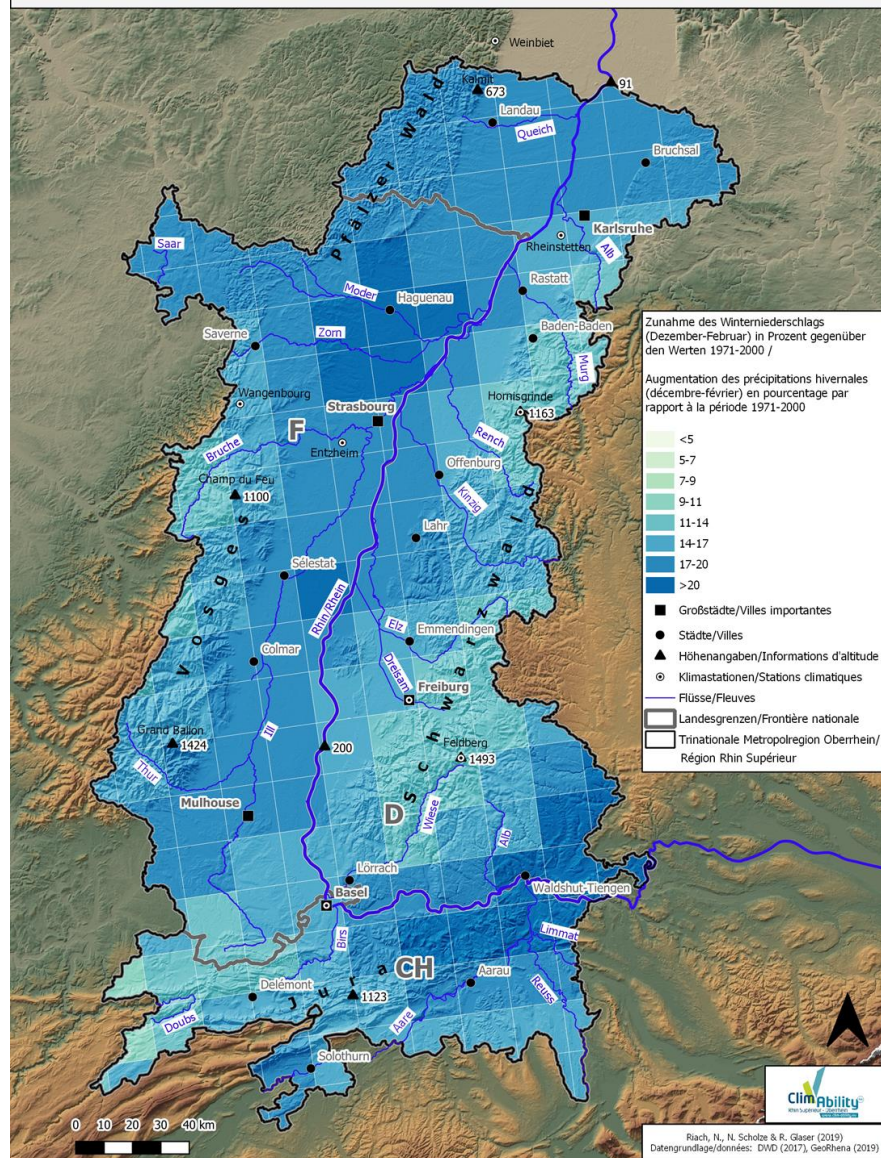 Weinbiet
Kalmit
673
91
Landau
Queich
Bruchsal
Pfälzer Wald
Karlsruhe
Saar
Rheinstetten
Alb
Moder
Haguenau
Rastatt
Zorn
Saverne
Baden-Baden
Murg
Wangenbourg
Hornisgrinde
1163
Strasbourg
F
Bruche
Entzheim
Rench
Offenburg
Champ du Feu
1100
Kinzig
Lahr
Vosges
Sélestat
Rhin/Rhein
Schwarzwald
Elz
Emmendingen
Colmar
Dreisam
Freiburg
Grand Ballon
1424
Ill
200
Feldberg
1493
Thur
Mulhouse
D
Wiese
Alb
Lörrach
Basel
Waldshut-Tiengen
Birs
Limmat
CH
Jura
Delémont
1123
Aarau
Reuss
Doubs
Aare
Solothurn
Zunahme des Winterniederschlags
(Dezember-Februar) in Prozent gegenüber
den Werten 1971-2000 /
Augmentation des précipitations hivernales
(décembre-février) en pourcentage par
rapport à la période 1971-2000
<5
5-7
7-9
9-11
11-14
14-17
17-20
>20
Großstädte/Villes importantes
Städte/Villes
Höhenangaben/Informations d'altitude
Klimastationen/Stations climatiques
Flüsse/Fleuves
Landesgrenzen/Frontière nationale
Trinationale Metropolregion Oberrhein/
Région Rhin Supérieur
0 10 20 30 40 km
ClimAbility
Rhin Supérieur - Oberrhein
Riach, N., N. Scholze & R. Glaser (2019)
Datengrundlage/données: DWD (2017), GeoRhena (2019)